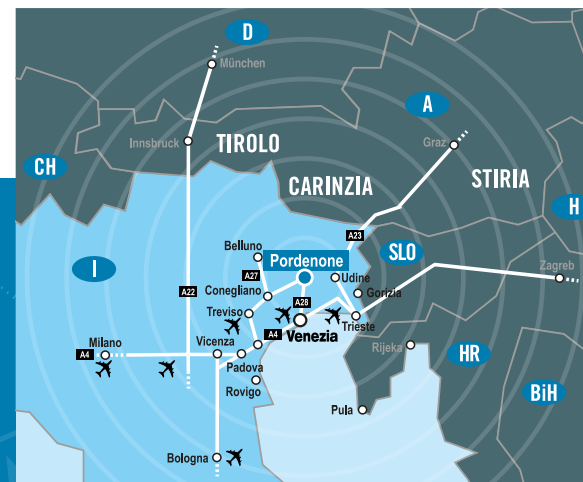 D
München
A
Innsbruck
TIROLO
Graz
CH
CARINZIA
STIRIA
H
A23
Belluno
SLO
Pordenone
I
A27
Udine
Zagreb
Conegliano
A22
Gorizia
A28
Treviso
Trieste
Venezia
Milano
Vicenza
A4
A4
Rijeka
HR
Padova
Rovigo
BiH
Pula
Bologna